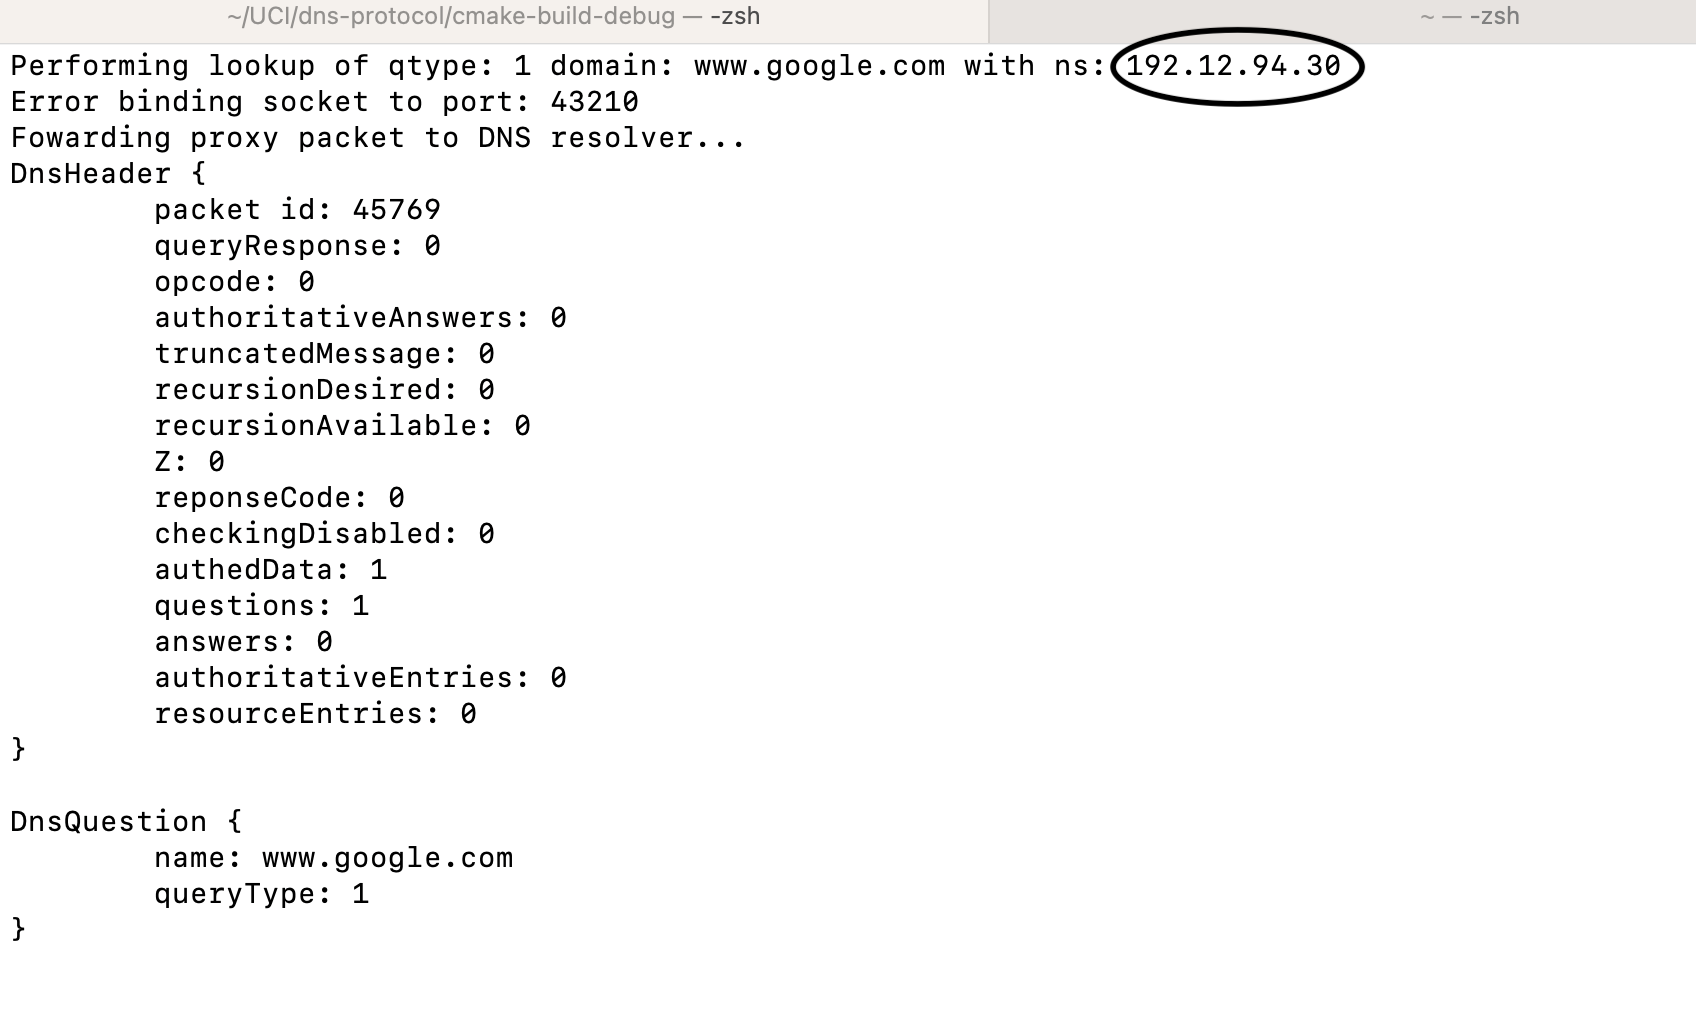 ~/UCI/dns-protocol/cmake-build-debug — -zsh
~ — -zsh
Performing lookup of qtype: 1 domain: www.google.com with ns: 192.12.94.30
Error binding socket to port: 43210
Fowarding proxy packet to DNS resolver...
DnsHeader {
        packet id: 45769
        queryResponse: 0
        opcode: 0
        authoritativeAnswers: 0
        truncatedMessage: 0
        recursionDesired: 0
        recursionAvailable: 0
        Z: 0
        reponseCode: 0
        checkingDisabled: 0
        authedData: 1
        questions: 1
        answers: 0
        authoritativeEntries: 0
        resourceEntries: 0
}
DnsQuestion {
        name: www.google.com
        queryType: 1
}